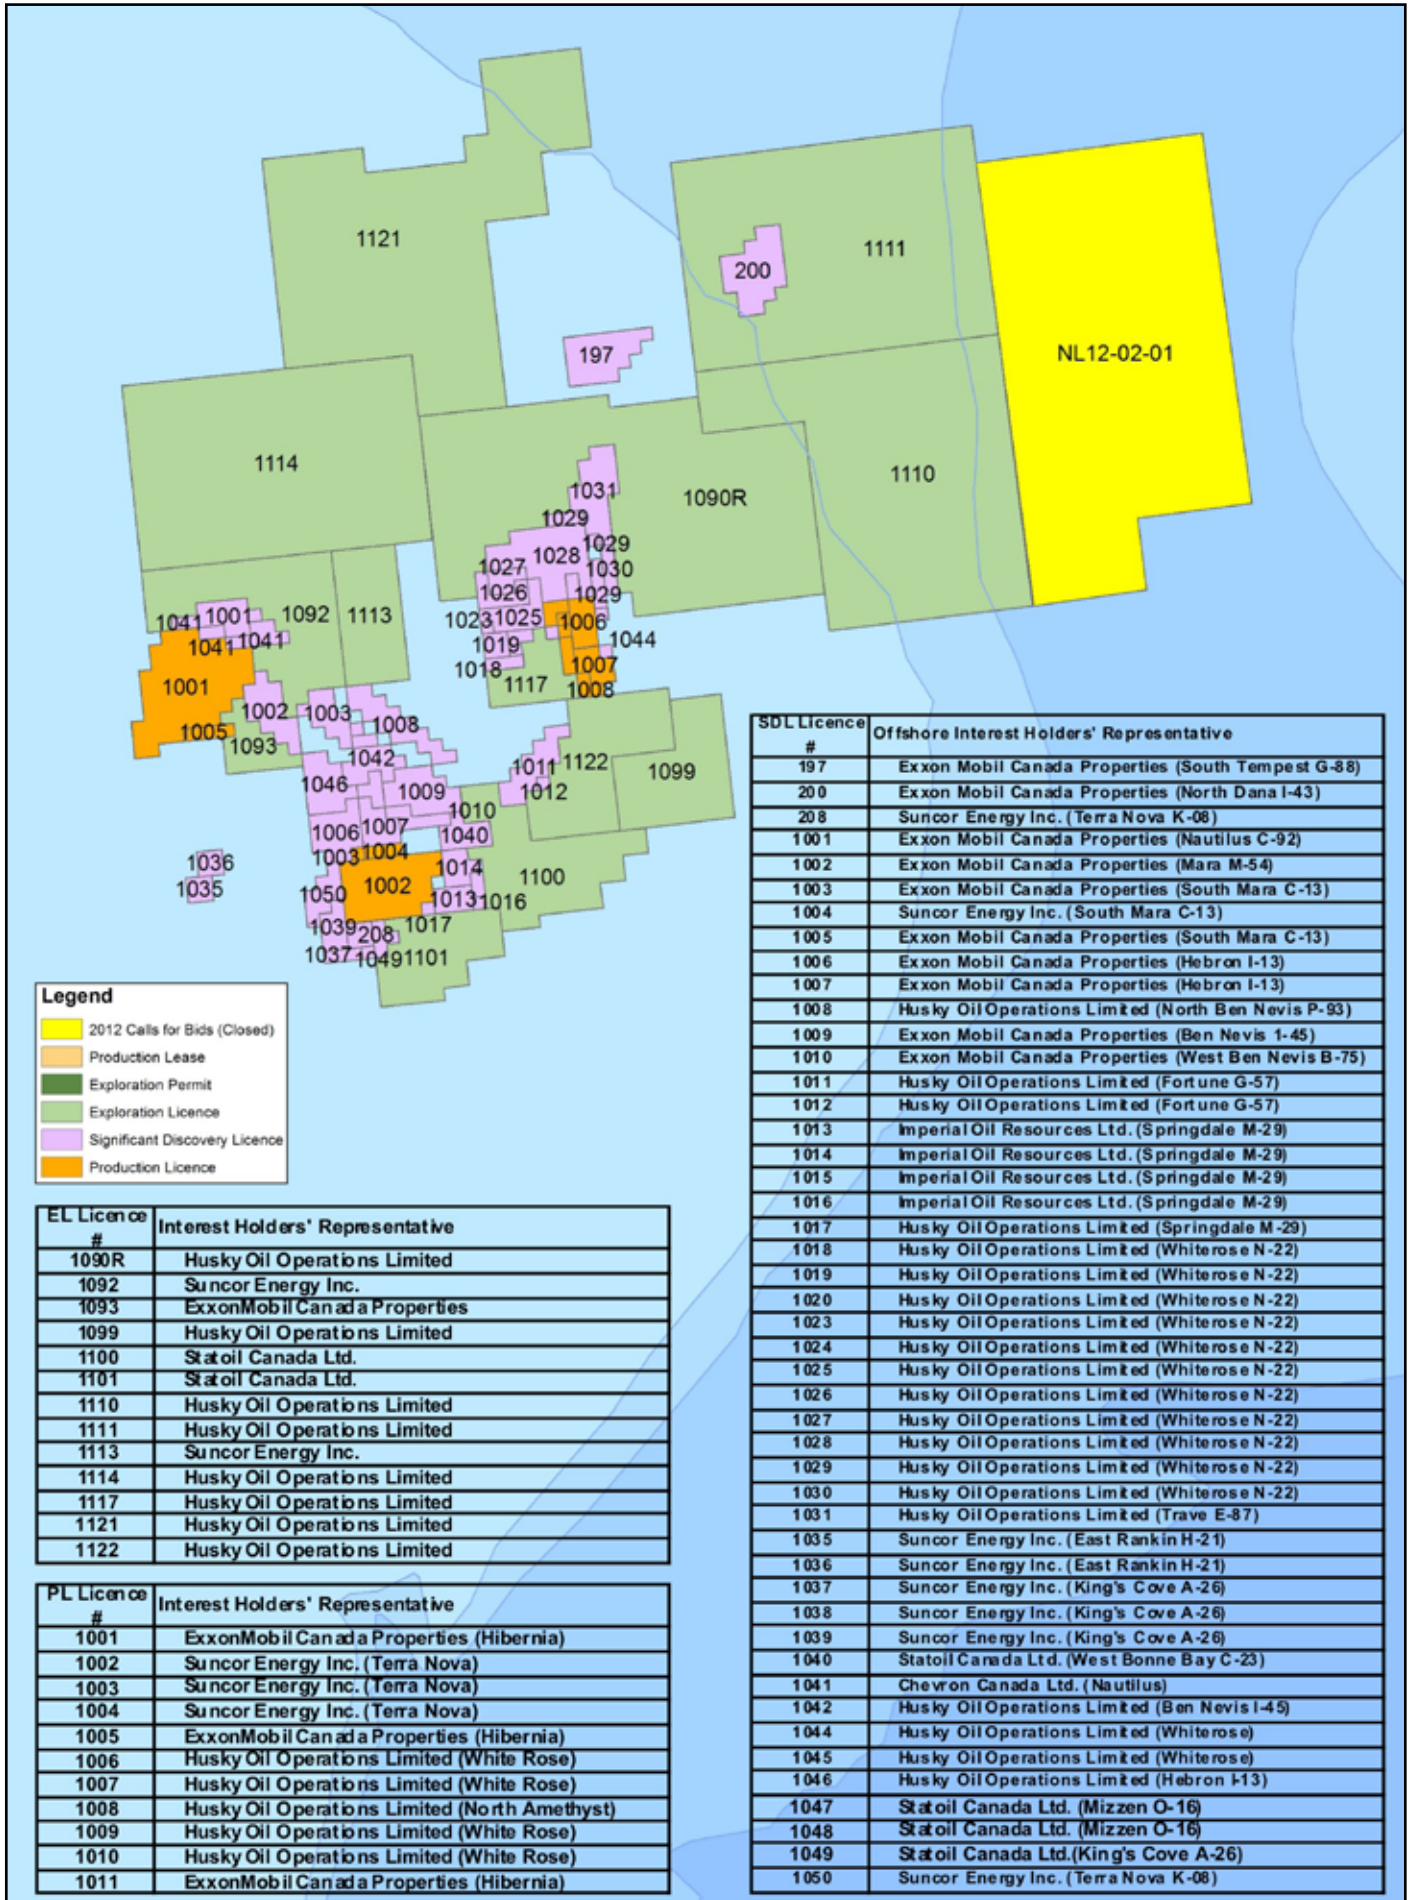 1121
1111
200
NL12-02-01
197
1114
1110
1090R
1031
1029
1029
1028
1027
1030
1026
1029
1092
1113
1001
1041
1023
1025
1006
1041
1044
1041
1019
1018
1007
1001
1117
1008
1002
1003
1008
1005
1093
1042
1011
1122
1099
1046
1009
1012
1010
1006
1007
1040
1003
1004
1036
1014
1035
1002
1100
1050
1013
1016
1039
208
1017
1037
1049
1101
Legend
2012 Calls for Bids (Closed)
Production Lease
Exploration Permit
Exploration Licence
Significant Discovery Licence
Production Licence
EL Licence # Interest Holders' Representative
1090R Husky Oil Operations Limited
1092 Suncor Energy Inc.
1093 ExxonMobil Canada Properties
1099 Husky Oil Operations Limited
1100 Statoil Canada Ltd.
1101 Statoil Canada Ltd.
1110 Husky Oil Operations Limited
1111 Husky Oil Operations Limited
1113 Suncor Energy Inc.
1114 Husky Oil Operations Limited
1117 Husky Oil Operations Limited
1121 Husky Oil Operations Limited
1122 Husky Oil Operations Limited
PL Licence # Interest Holders' Representative
1001 ExxonMobil Canada Properties (Hibernia)
1002 Suncor Energy Inc. (Terra Nova)
1003 Suncor Energy Inc. (Terra Nova)
1004 Suncor Energy Inc. (Terra Nova)
1005 ExxonMobil Canada Properties (Hibernia)
1006 Husky Oil Operations Limited (White Rose)
1007 Husky Oil Operations Limited (White Rose)
1008 Husky Oil Operations Limited (North Amethyst)
1009 Husky Oil Operations Limited (White Rose)
1010 Husky Oil Operations Limited (White Rose)
1011 ExxonMobil Canada Properties (Hibernia)
SDL Licence # Offshore Interest Holders' Representative
197 Exxon Mobil Canada Properties (South Tempest G-88)
200 Exxon Mobil Canada Properties (North Dana I-43)
208 Suncor Energy Inc. (Terra Nova K-08)
1001 Exxon Mobil Canada Properties (Nautilus C-92)
1002 Exxon Mobil Canada Properties (Mara M-54)
1003 Exxon Mobil Canada Properties (South Mara C-13)
1004 Suncor Energy Inc. (South Mara C-13)
1005 Exxon Mobil Canada Properties (South Mara C-13)
1006 Exxon Mobil Canada Properties (Hebron I-13)
1007 Exxon Mobil Canada Properties (Hebron I-13)
1008 Husky Oil Operations Limited (North Ben Nevis P-93)
1009 Exxon Mobil Canada Properties (Ben Nevis 1-45)
1010 Exxon Mobil Canada Properties (West Ben Nevis B-75)
1011 Husky Oil Operations Limited (Fortune G-57)
1012 Husky Oil Operations Limited (Fortune G-57)
1013 Imperial Oil Resources Ltd. (Springdale M-29)
1014 Imperial Oil Resources Ltd. (Springdale M-29)
1015 Imperial Oil Resources Ltd. (Springdale M-29)
1016 Imperial Oil Resources Ltd. (Springdale M-29)
1017 Husky Oil Operations Limited (Springdale M-29)
1018 Husky Oil Operations Limited (Whiterose N-22)
1019 Husky Oil Operations Limited (Whiterose N-22)
1020 Husky Oil Operations Limited (Whiterose N-22)
1023 Husky Oil Operations Limited (Whiterose N-22)
1024 Husky Oil Operations Limited (Whiterose N-22)
1025 Husky Oil Operations Limited (Whiterose N-22)
1026 Husky Oil Operations Limited (Whiterose N-22)
1027 Husky Oil Operations Limited (Whiterose N-22)
1028 Husky Oil Operations Limited (Whiterose N-22)
1029 Husky Oil Operations Limited (Whiterose N-22)
1030 Husky Oil Operations Limited (Whiterose N-22)
1031 Husky Oil Operations Limited (Trave E-87)
1035 Suncor Energy Inc. (East Rankin H-21)
1036 Suncor Energy Inc. (East Rankin H-21)
1037 Suncor Energy Inc. (King's Cove A-26)
1038 Suncor Energy Inc. (King's Cove A-26)
1039 Suncor Energy Inc. (King's Cove A-26)
1040 Statoil Canada Ltd. (West Bonne Bay C-23)
1041 Chevron Canada Ltd. (Nautilus)
1042 Husky Oil Operations Limited (Ben Nevis I-45)
1044 Husky Oil Operations Limited (Whiterose)
1045 Husky Oil Operations Limited (Whiterose)
1046 Husky Oil Operations Limited (Hebron I-13)
1047 Statoil Canada Ltd. (Mizzen O-16)
1048 Statoil Canada Ltd. (Mizzen O-16)
1049 Statoil Canada Ltd.(King's Cove A-26)
1050 Suncor Energy Inc. (Terra Nova K-08)